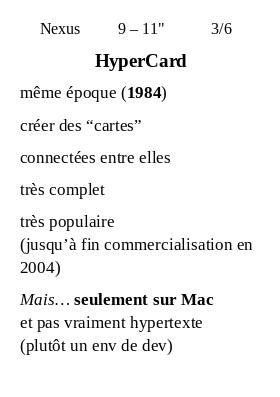 Nexus 9 – 11" 3/6
HyperCard
même époque (1984)
créer des “cartes”
connectées entre elles
très complet
très populaire
(jusqu’à fin commercialisation en
2004)
Mais… seulement sur Mac
et pas vraiment hypertexte
(plutôt un env de dev)